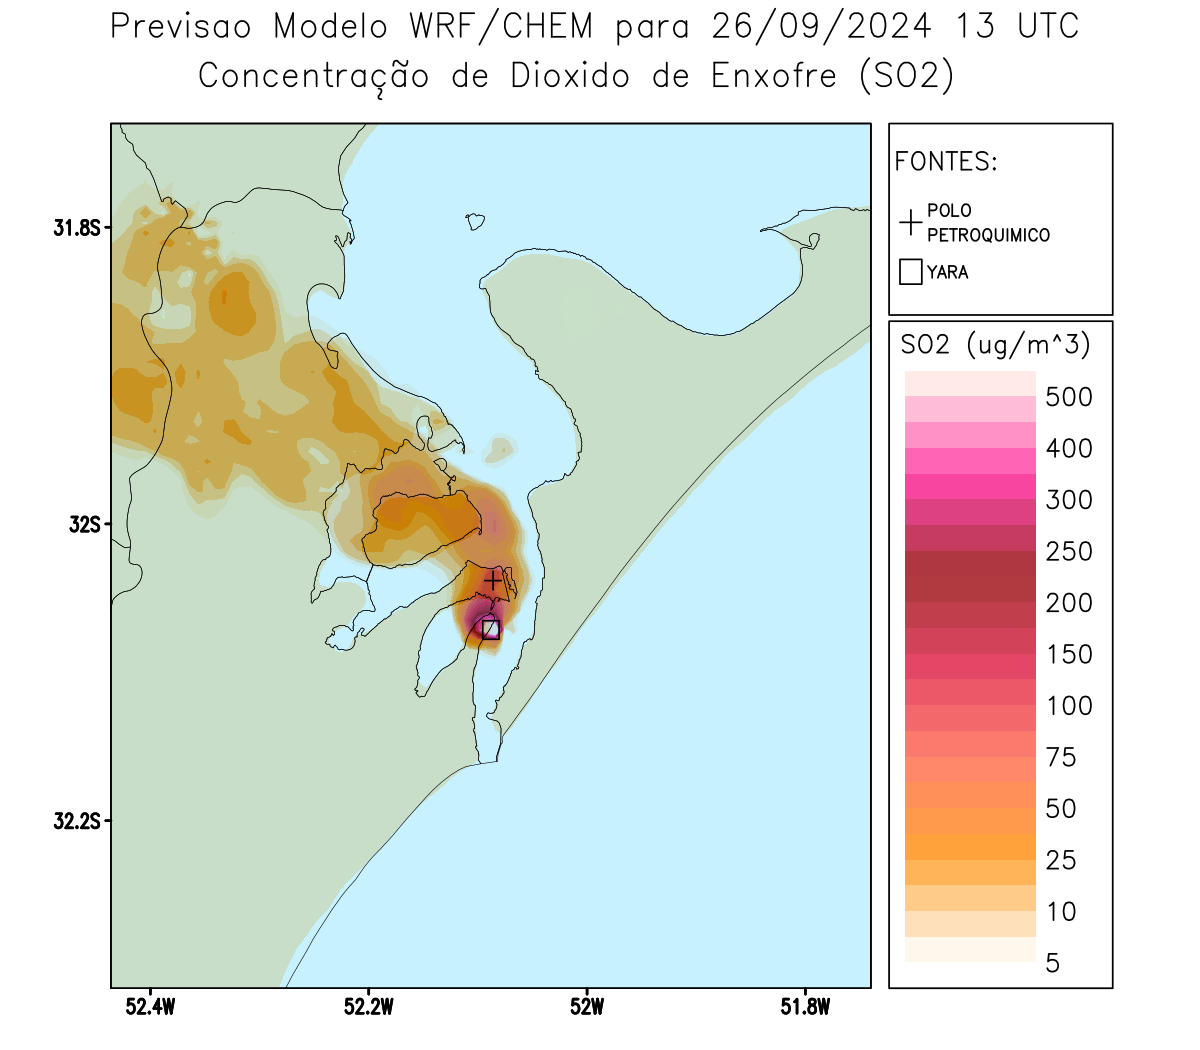 Previsao Modelo WRF/CHEM para 26/09/2024 13 UTC
Concentração de Dioxido de Enxofre (SO2)
FONTES:
POLO
PETROQUIMICO
YARA
SO2 (ug/m^3)
500
400
300
250
200
150
100
75
50
25
10
5
31.8S
32S
32.2S
52.4W
52.2W
52W
51.8W